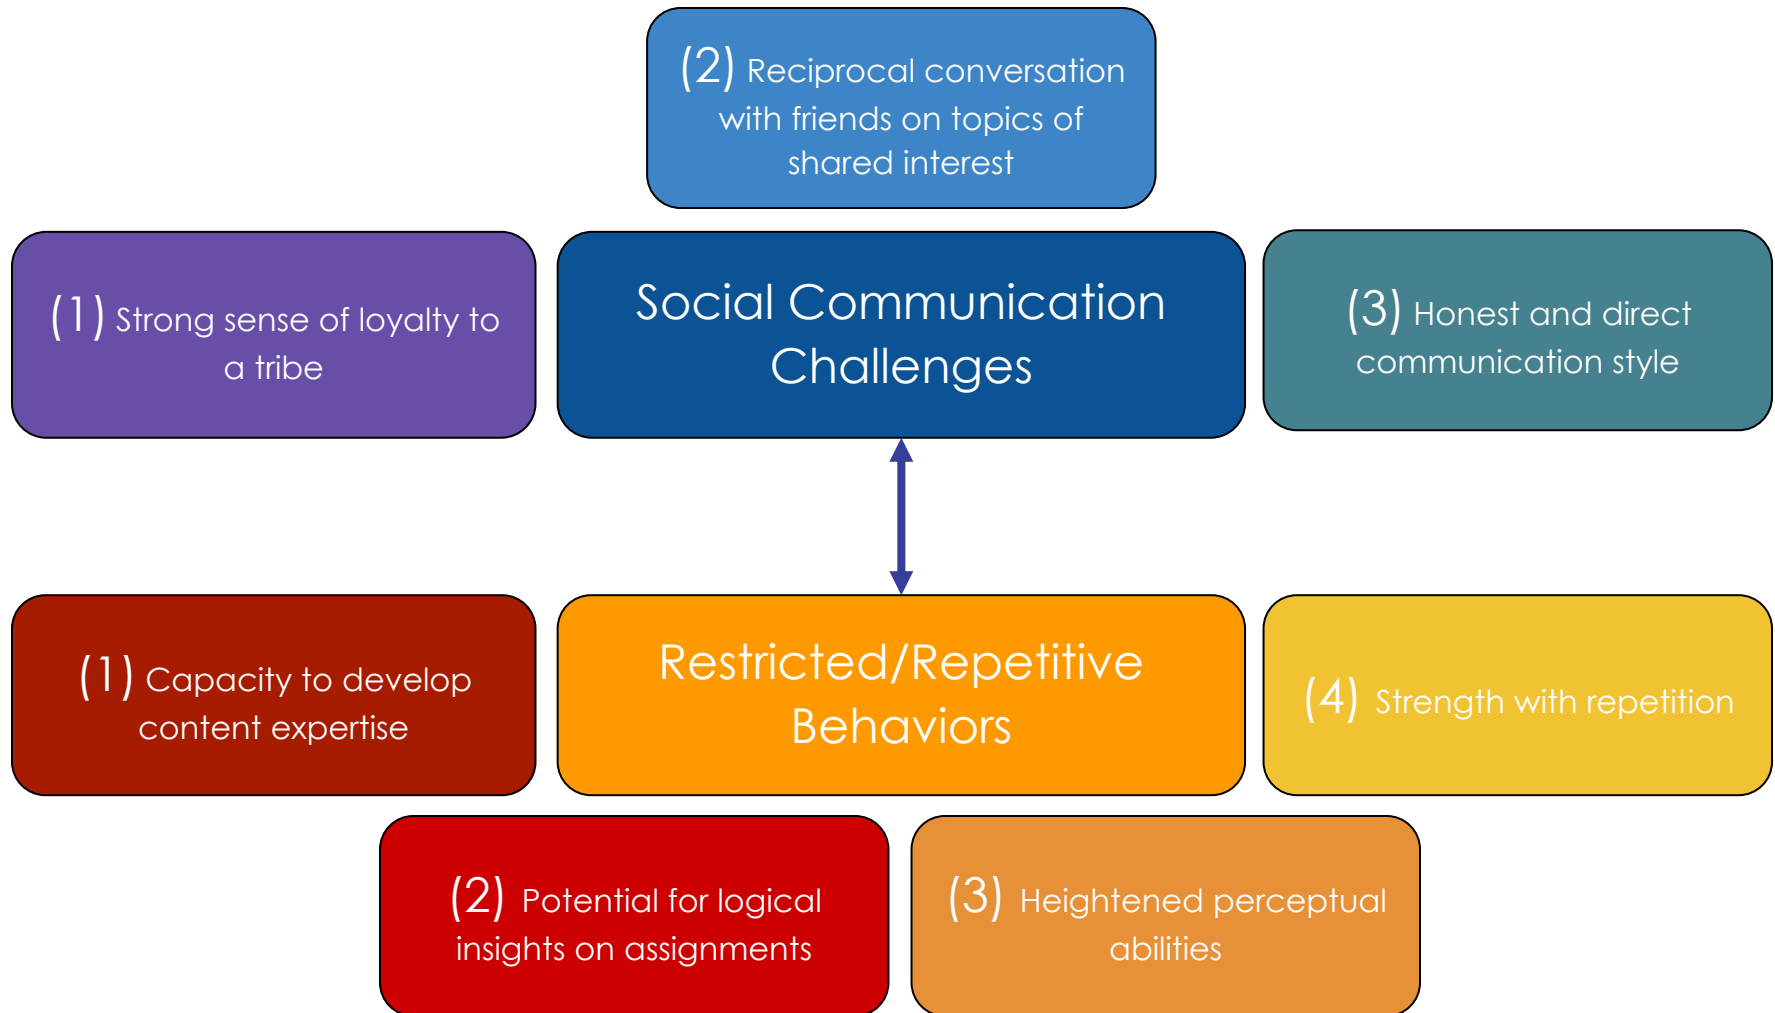 (2) Reciprocal conversation
with friends on topics of
shared interest
(1) Strong sense of loyalty to
a tribe
Social Communication
Challenges
(3) Honest and direct
communication style
(1) Capacity to develop
content expertise
Restricted/Repetitive
Behaviors
(4) Strength with repetition
(2) Potential for logical
insights on assignments
(3) Heightened perceptual
abilities